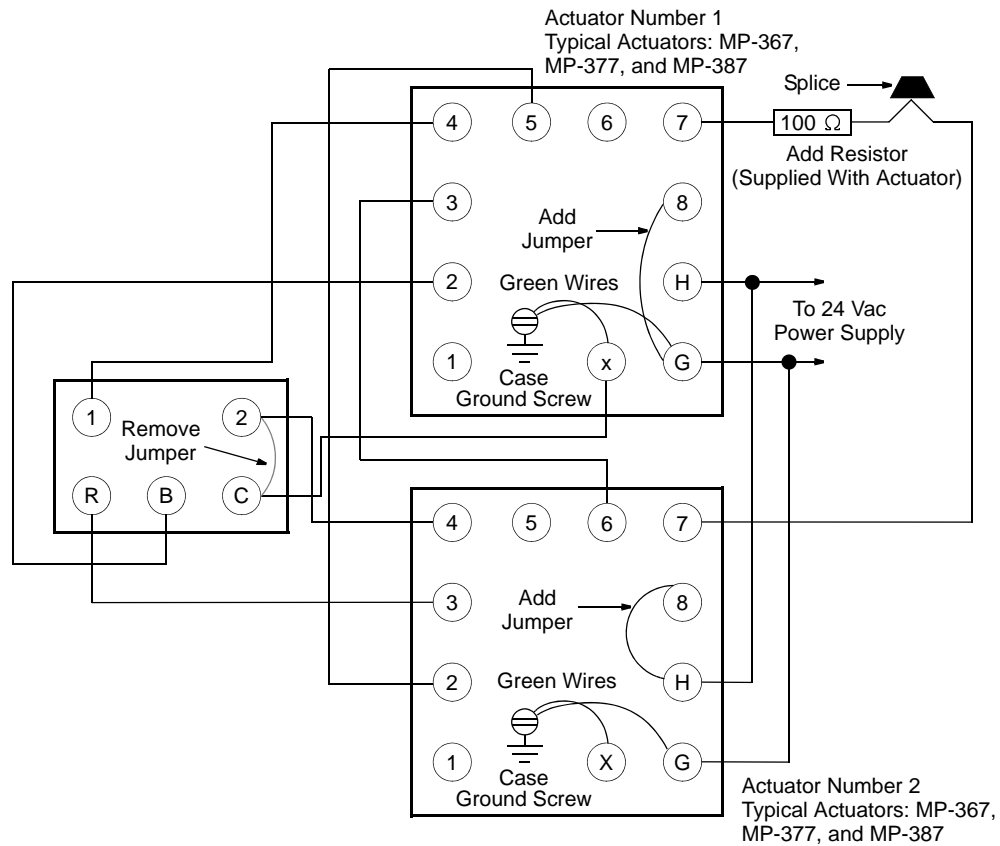 Actuator Number 1
Typical Actuators: MP-367,
MP-377, and MP-387
Splice
4 5 6 7
100 Ω
Add Resistor
(Supplied With Actuator)
3 8
Add
Jumper
2 Green Wires H
To 24 Vac
Power Supply
1 x G
Case
Ground Screw
1 2
Remove
Jumper
R B C
4 5 6 7
3 8
Add
Jumper
2 Green Wires H
1 X G
Case
Ground Screw
Actuator Number 2
Typical Actuators: MP-367,
MP-377, and MP-387